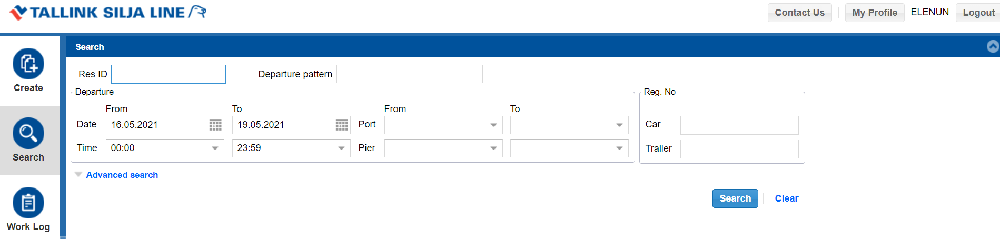 TALLINK SILJA LINE
Contact Us My Profile ELENUN Logout
Search
Create
Search
Work Log
Res ID Departure pattern
Departure
From To From To
Date 16.05.2021 19.05.2021 Port
Time 00:00 23:59 Pier
Reg. No
Car
Trailer
Advanced search
Search Clear